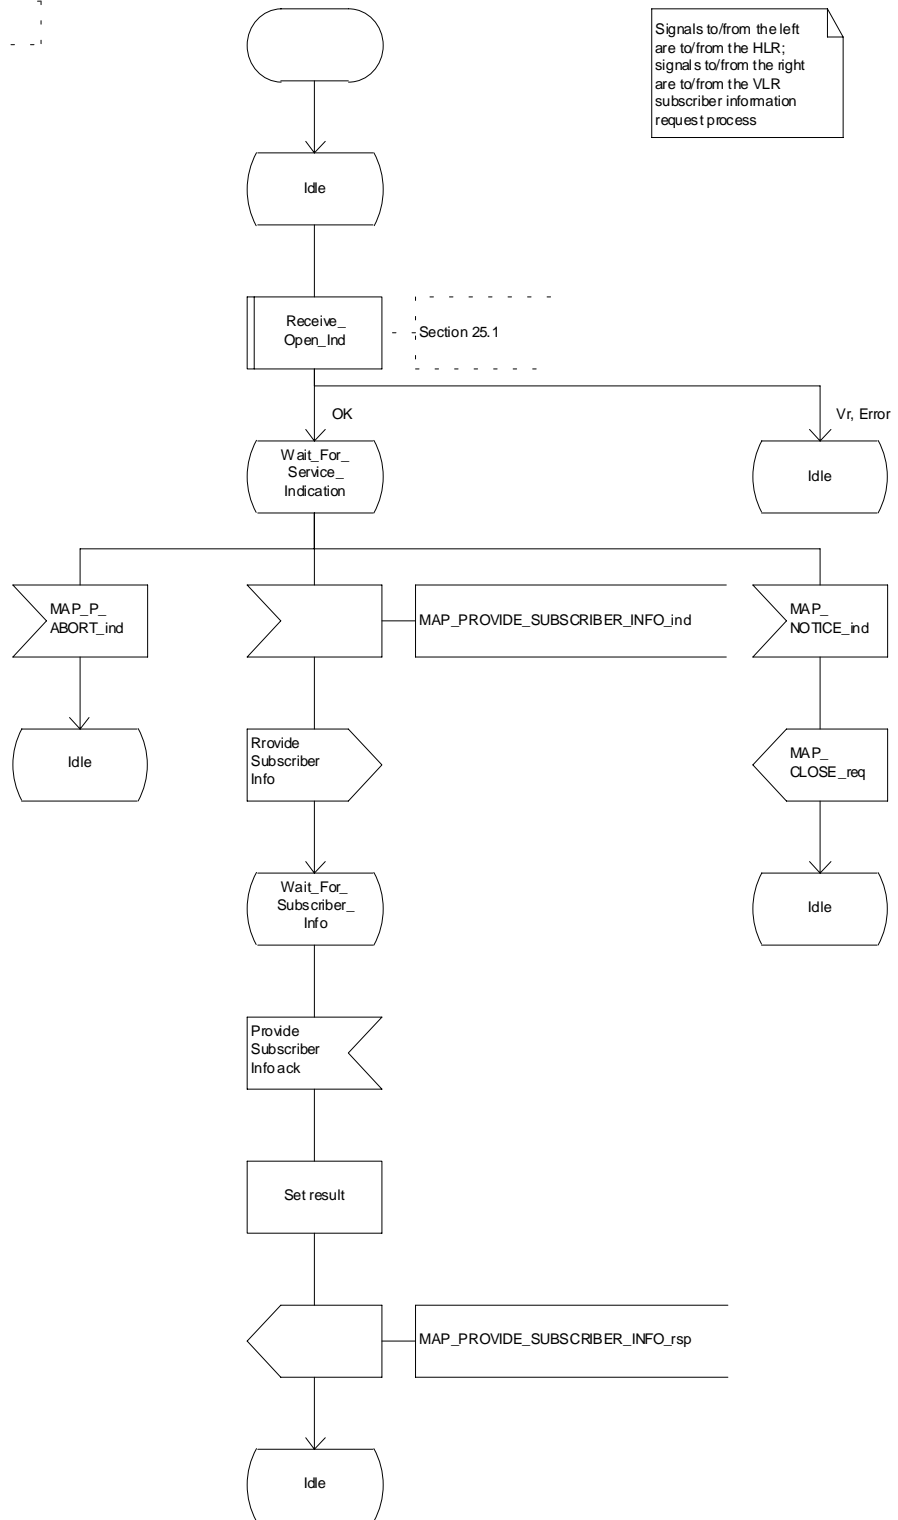 Signals to/from the left
are to/from the HLR;
signals to/from the right
are to/from the VLR
subscriber information
request process
Idle
Receive_
Open_Ind
Section 25.1
OK
Vr, Error
Wait_For_
Service_
Indication
Idle
MAP_P_
ABORT_ind
MAP_PROVIDE_SUBSCRIBER_INFO_ind
MAP_
NOTICE_ind
Idle
Rrovide
Subscriber
Info
MAP_
CLOSE_req
Wait_For_
Subscriber_
Info
Idle
Provide
Subscriber
Info ack
Set result
MAP_PROVIDE_SUBSCRIBER_INFO_rsp
Idle